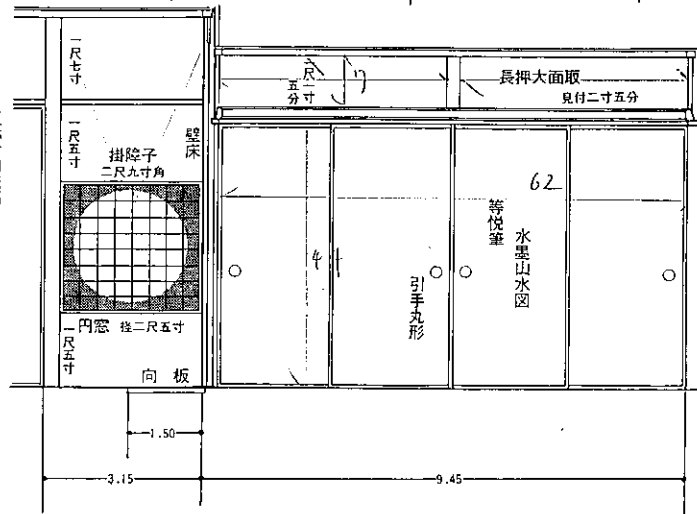 一尺七寸
一尺五寸
掛障子
二尺九寸角
壁床
円窓 径二尺五寸
一尺五寸
向板
一尺一寸
五分
長押大面取
見付二寸五分
62
等悦筆
水墨山水図
引手丸形
1.50
3.15
9.45